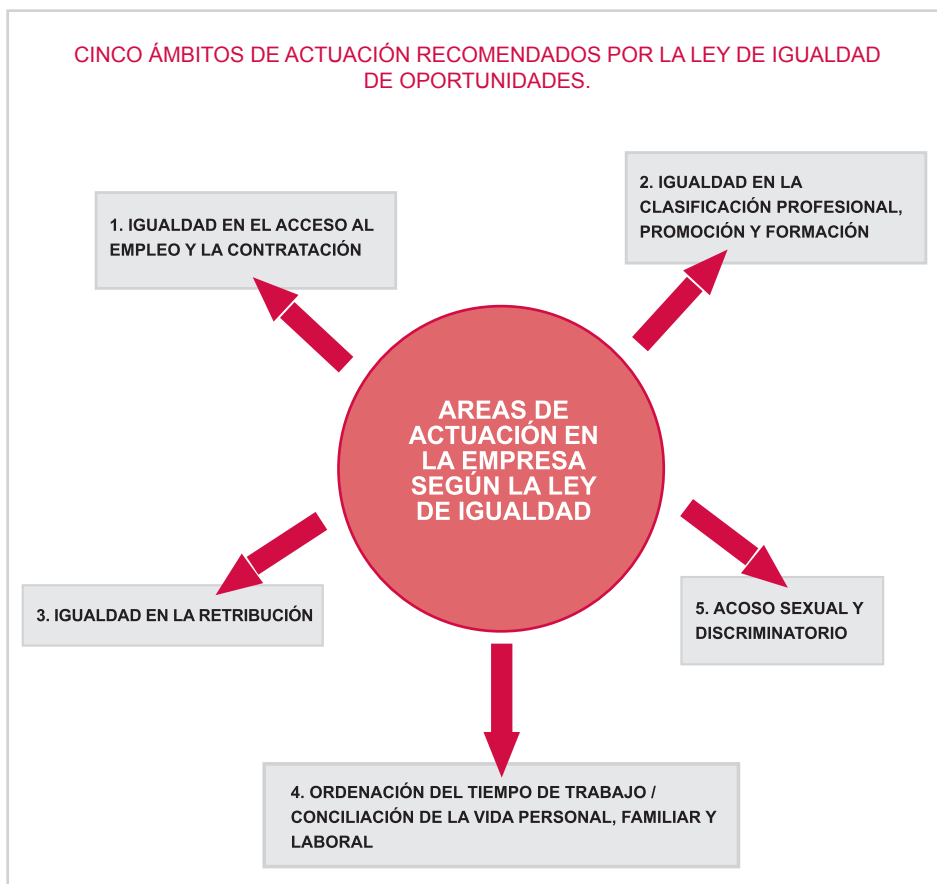 CINCO ÁMBITOS DE ACTUACIÓN RECOMENDADOS POR LA LEY DE IGUALDAD
DE OPORTUNIDADES.
1. IGUALDAD EN EL ACCESO AL
EMPLEO Y LA CONTRATACIÓN
2. IGUALDAD EN LA
CLASIFICACIÓN PROFESIONAL,
PROMOCIÓN Y FORMACIÓN
AREAS DE
ACTUACIÓN EN
LA EMPRESA
SEGÚN LA LEY
DE IGUALDAD
3. IGUALDAD EN LA RETRIBUCIÓN
5. ACOSO SEXUAL Y
DISCRIMINATORIO
4. ORDENACIÓN DEL TIEMPO DE TRABAJO /
CONCILIACIÓN DE LA VIDA PERSONAL, FAMILIAR Y
LABORAL